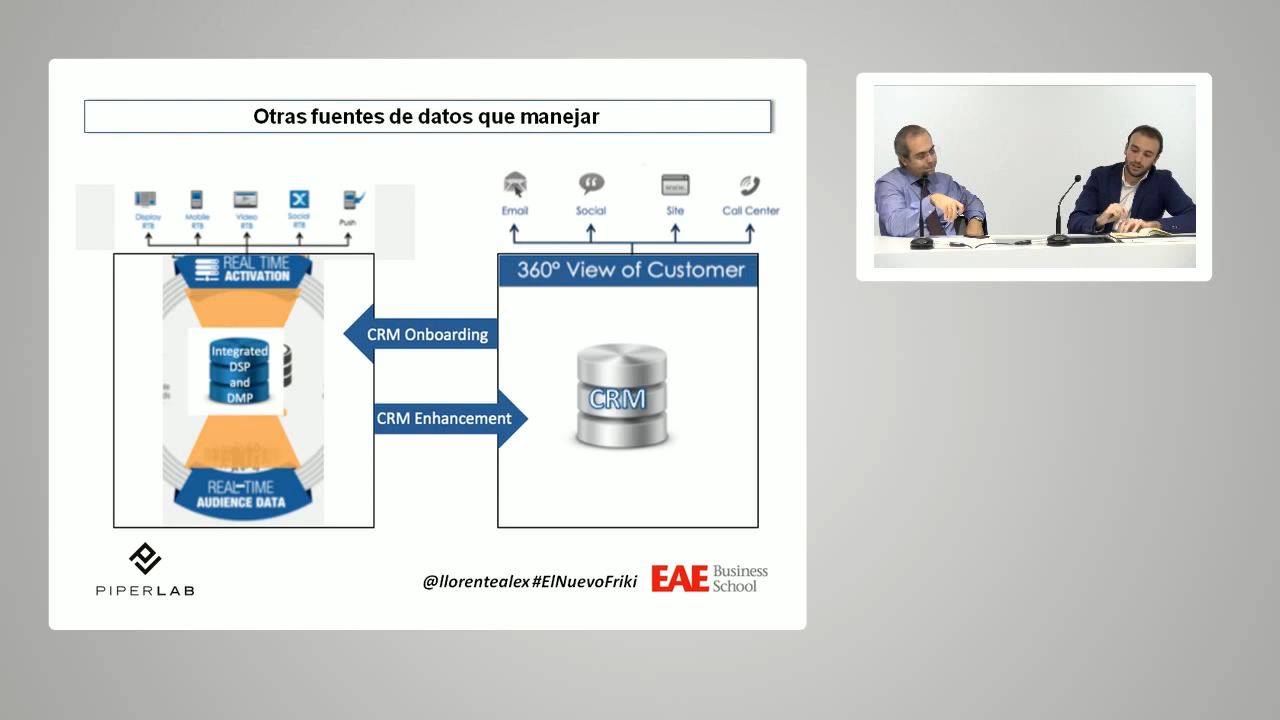 Otras fuentes de datos que manejar
Display
RTB
Mobile
RTB
Video
RTB
Social
RTB
Push
Email
Social
Site
Call Center
REAL TIME
ACTIVATION
360° View of Customer
CRM Onboarding
Integrated
DSP
and
DMP
CRM
CRM Enhancement
REAL-TIME
AUDIENCE DATA
PIPERLAB
@llorentealex #ElNuevoFriki
EAE Business
School